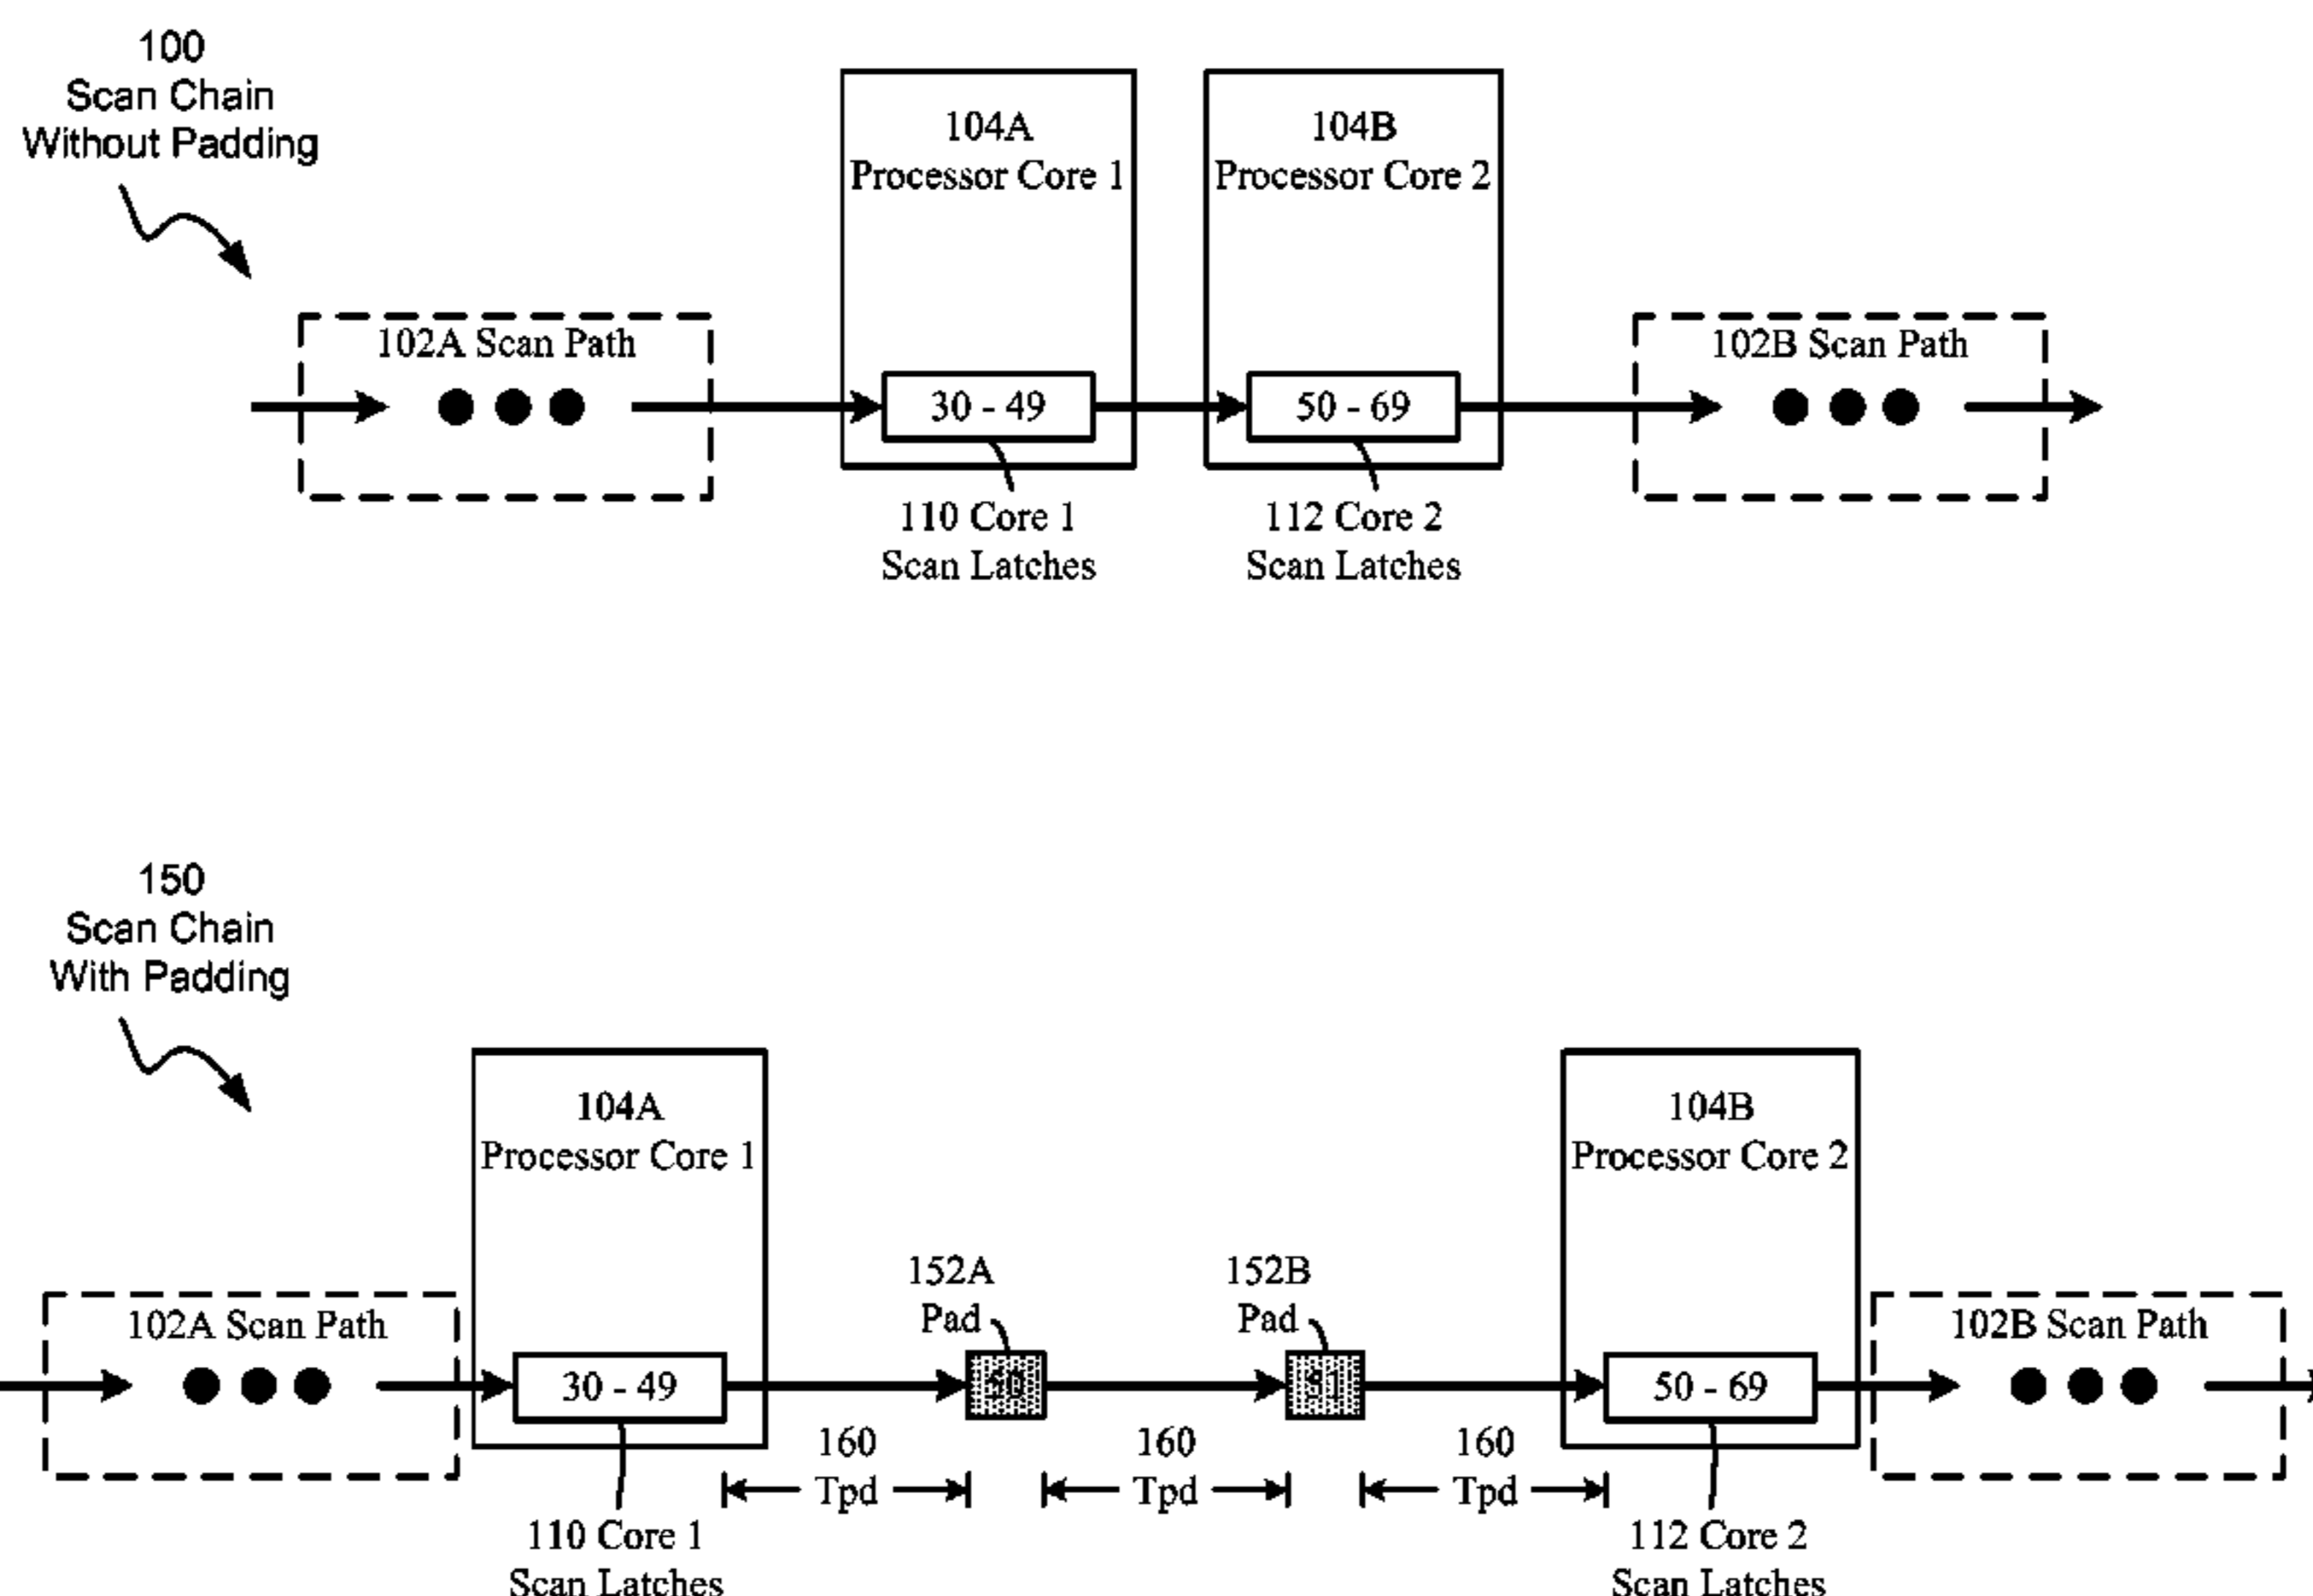 100
Scan Chain
Without Padding
104A
Processor Core 1
104B
Processor Core 2
102A Scan Path
30 - 49
50 - 69
102B Scan Path
110 Core 1
Scan Latches
112 Core 2
Scan Latches
150
Scan Chain
With Padding
104A
Processor Core 1
104B
Processor Core 2
152A
Pad
152B
Pad
102A Scan Path
30 - 49
50 - 69
102B Scan Path
160
Tpd
160
Tpd
160
Tpd
110 Core 1
Scan Latches
112 Core 2
Scan Latches